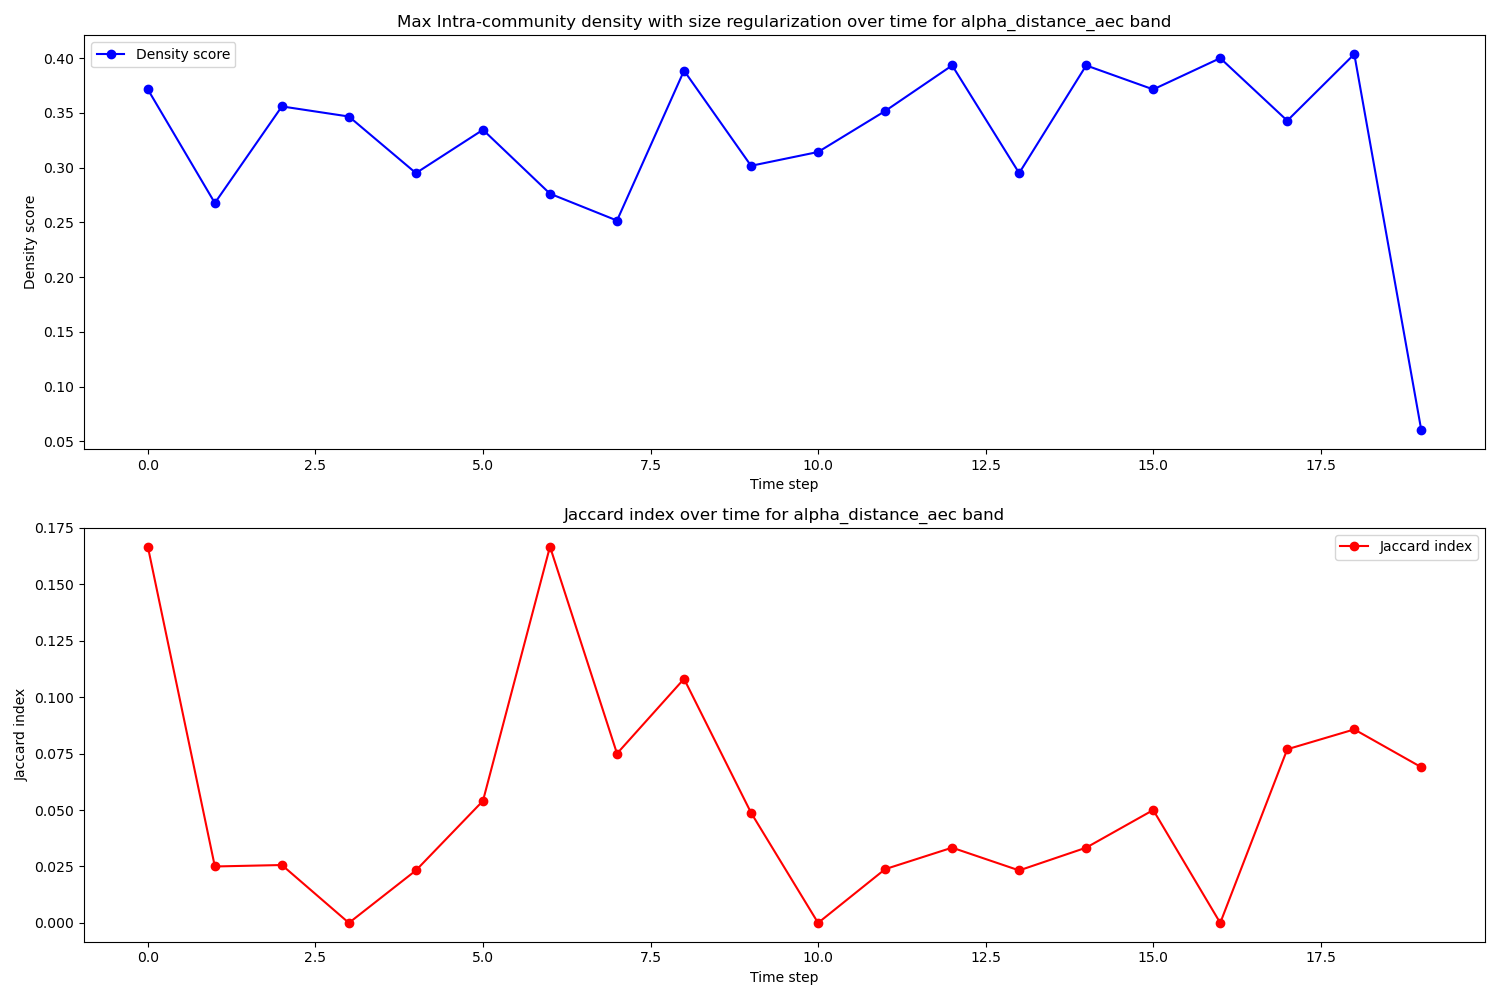 Max Intra-community density with size regularization over time for alpha_distance_aec band
Density score
0.40
0.35
0.30
0.25
0.20
0.15
0.10
0.05
Density score
0.0 2.5 5.0 7.5 10.0 12.5 15.0 17.5
Time step
Jaccard index over time for alpha_distance_aec band
Jaccard index
0.175
0.150
0.125
0.100
0.075
0.050
0.025
0.000
Jaccard index
0.0 2.5 5.0 7.5 10.0 12.5 15.0 17.5
Time step